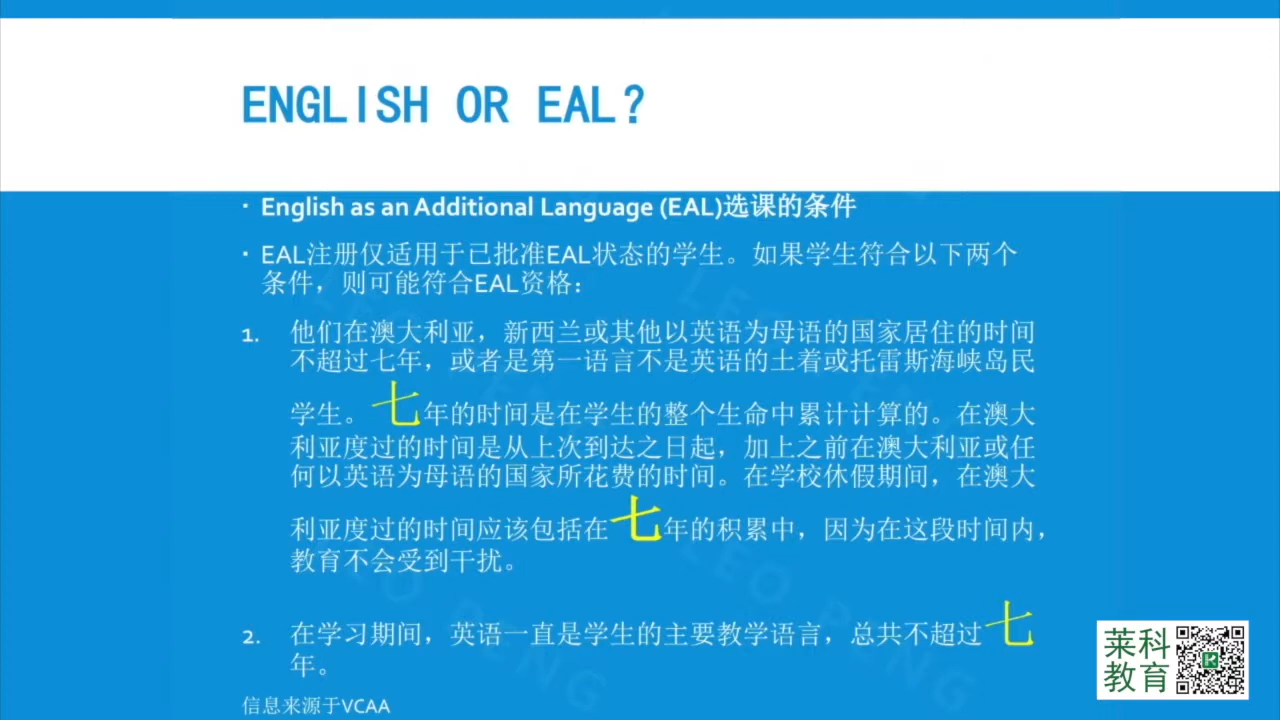 ENGLISH OR EAL?
· English as an Additional Language (EAL)选课的条件
· EAL注册仅适用于已批准EAL状态的学生。如果学生符合以下两个
条件，则可能符合EAL资格：
1. 他们在澳大利亚，新西兰或其他以英语为母语的国家居住的时间
不超过七年，或者是第一语言不是英语的土着或托雷斯海峡岛民
学生。七年的时间是在学生的整个生命中累计计算的。在澳大
利亚度过的时间是从上次到达之日起，加上之前在澳大利亚或任
何以英语为母语的国家所花费的时间。在学校休假期间，在澳大
利亚度过的时间应该包括在七年的积累中，因为在这段时间内，
教育不会受到干扰。
2. 在学习期间，英语一直是学生的主要教学语言，总共不超过七
年。
信息来源于VCAA
莱科
教育
LEO PENG
LEO PENG
LEO PENG
LEO PENG